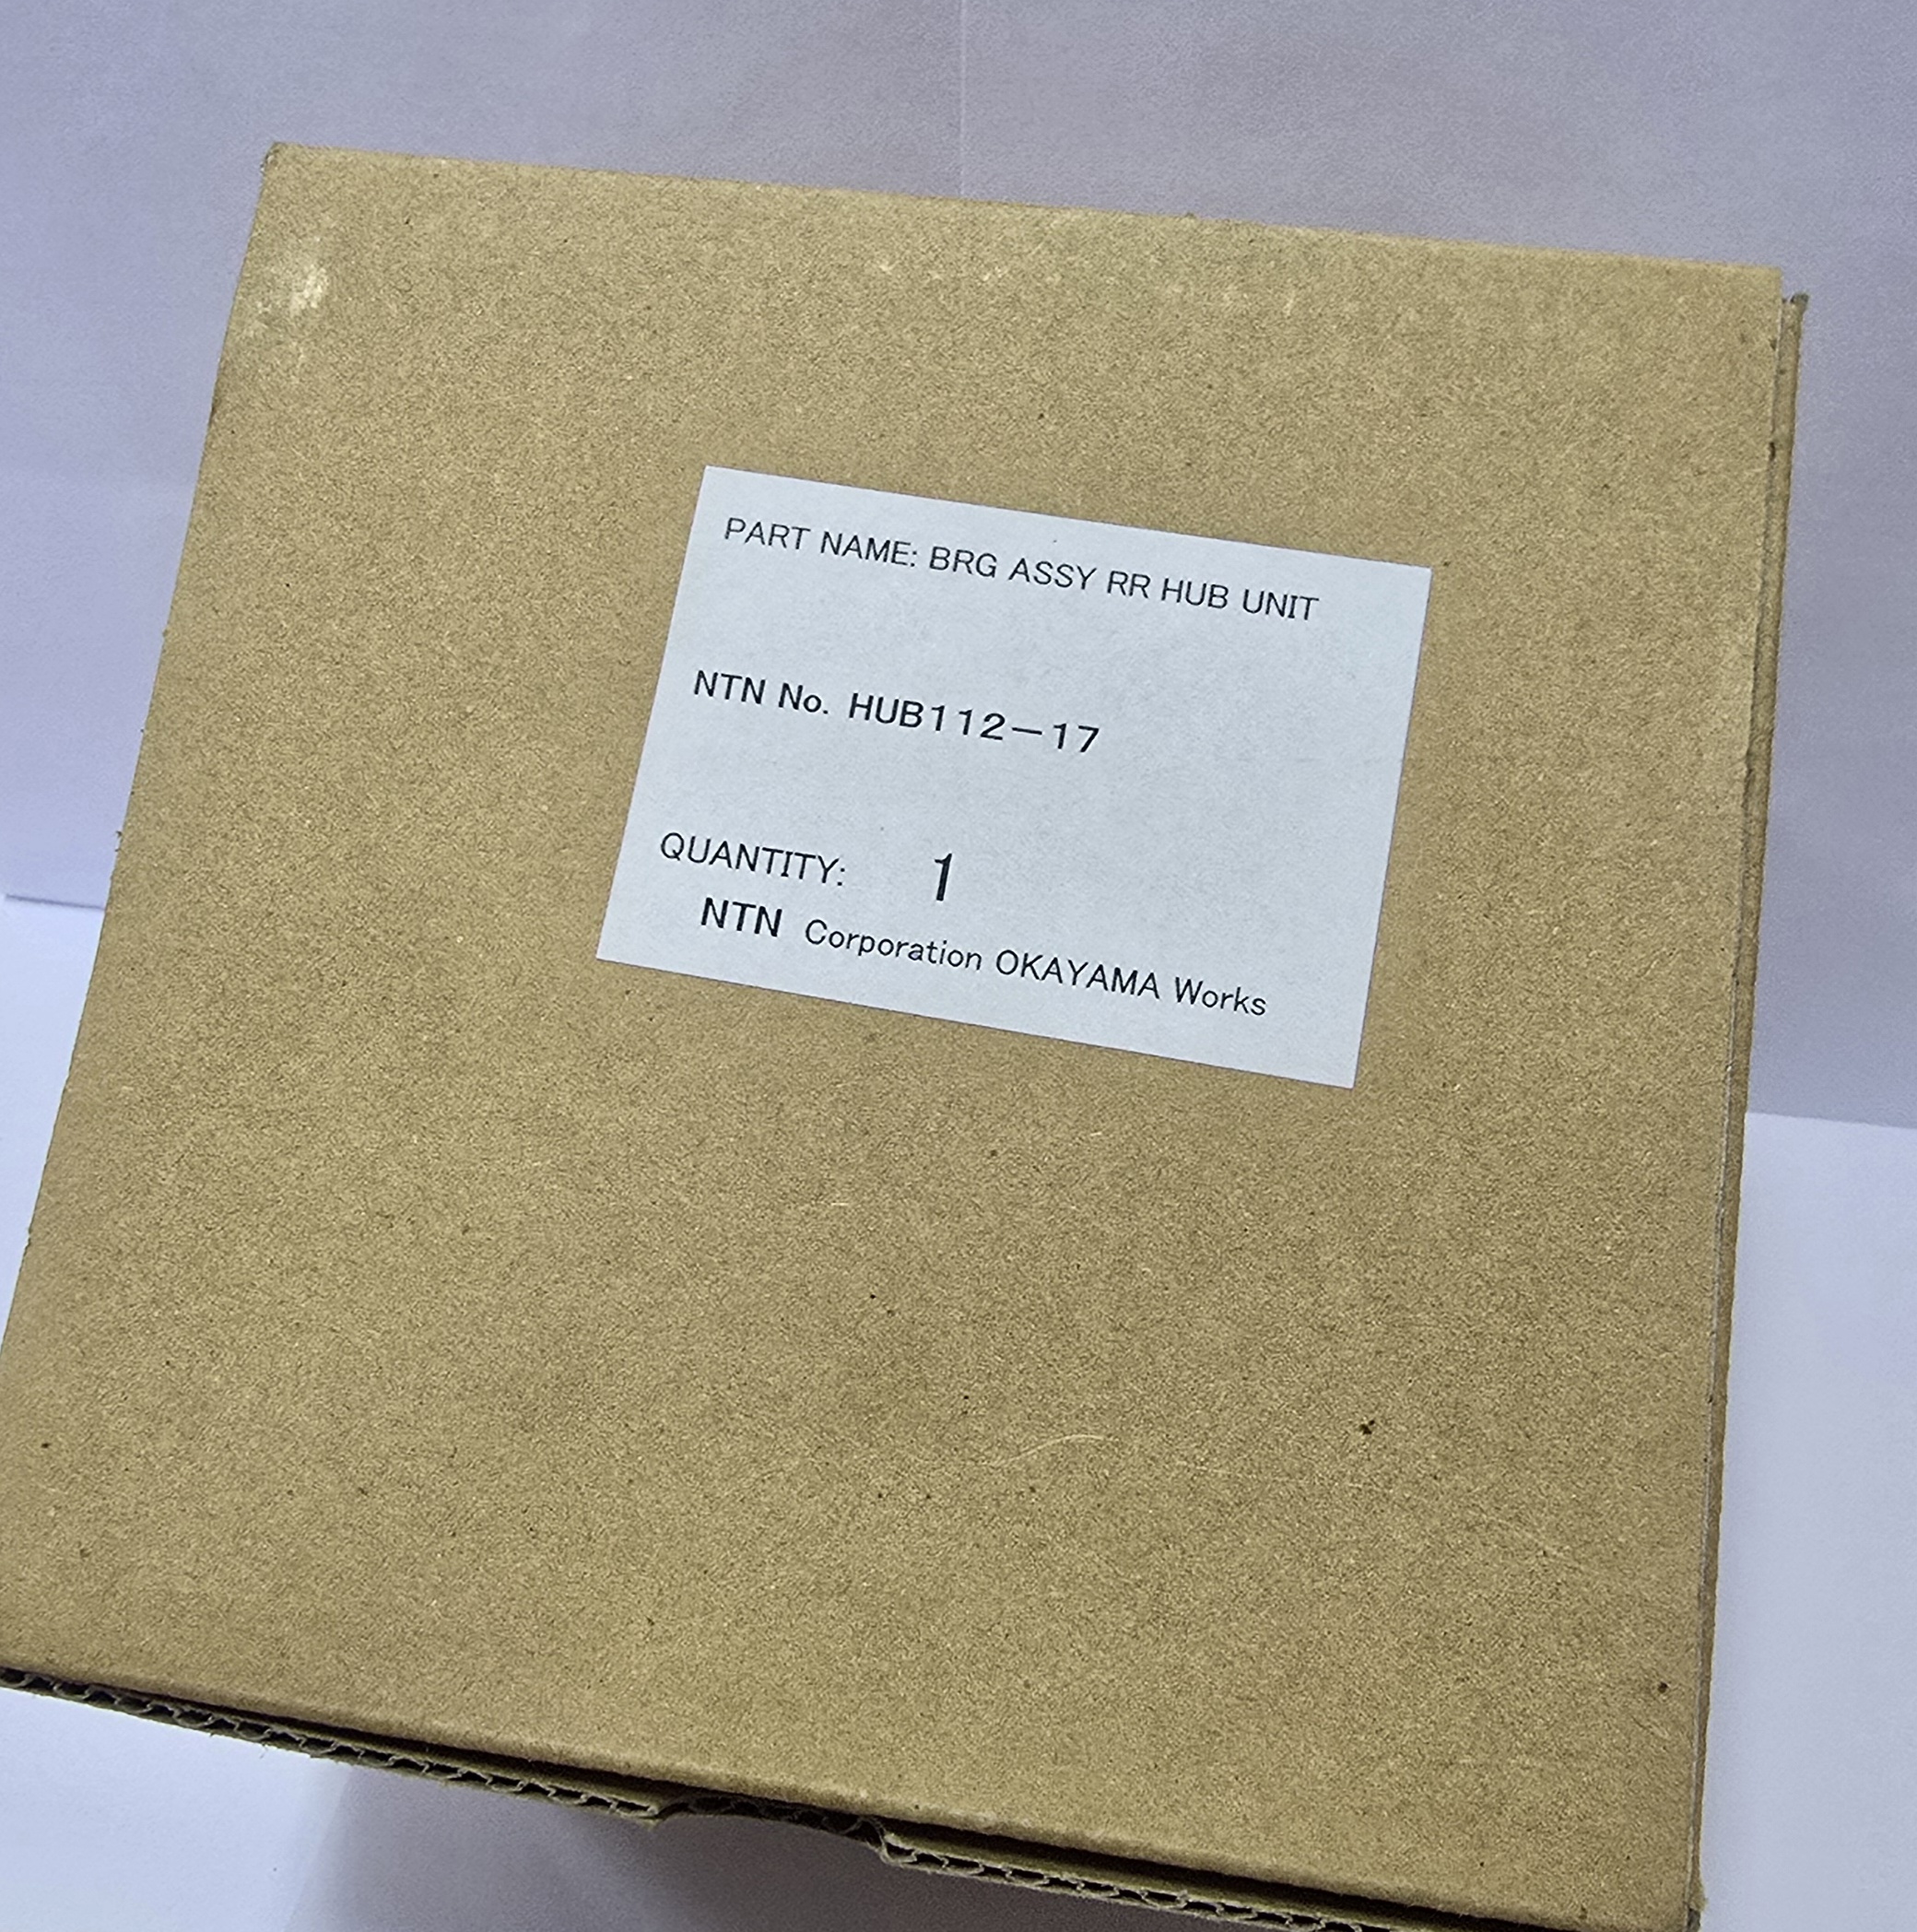 PART NAME: BRG ASSY RR HUB UNIT
NTN No. HUB112-17
QUANTITY: 1
NTN Corporation OKAYAMA Works